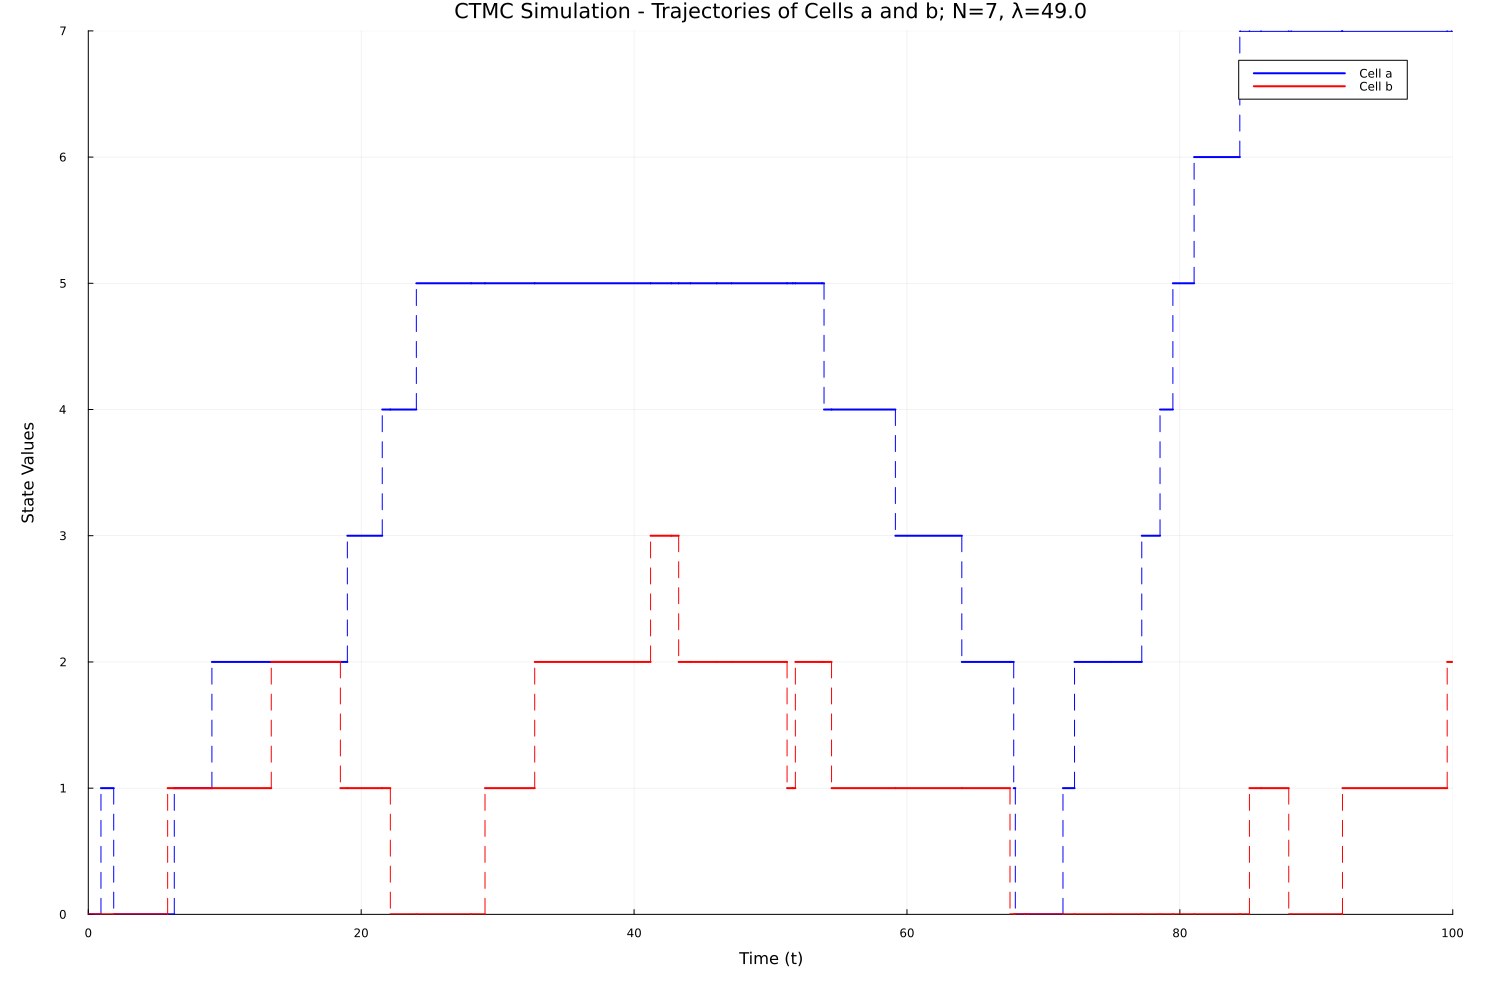 CTMC Simulation - Trajectories of Cells a and b; N=7, λ=49.0
7
Cell a
Cell b
6
5
4
State Values
3
2
1
0
0 20 40 60 80 100
Time (t)